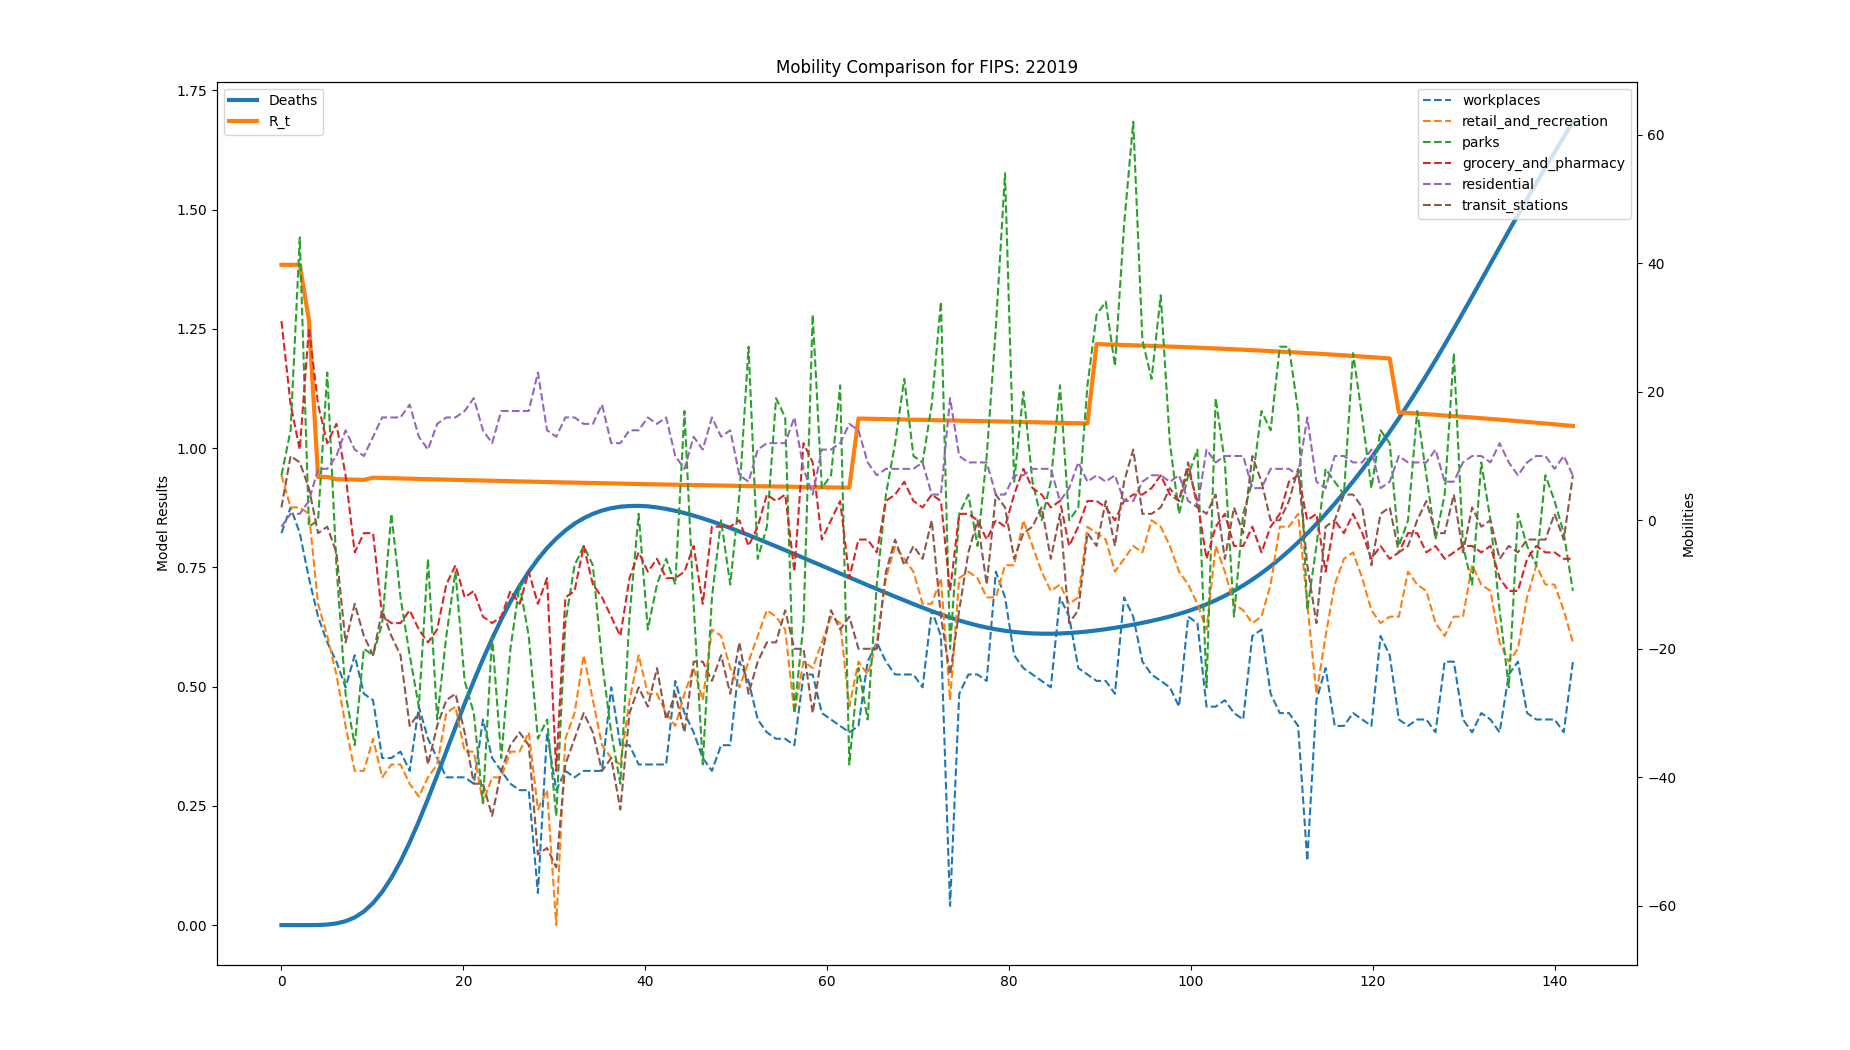 Mobility Comparison for FIPS: 22019
Deaths
R_t
workplaces
retail_and_recreation
parks
grocery_and_pharmacy
residential
transit_stations
Model Results
1.75
1.50
1.25
1.00
0.75
0.50
0.25
0.00
Mobilities
60
40
20
0
−20
−40
−60
0 20 40 60 80 100 120 140